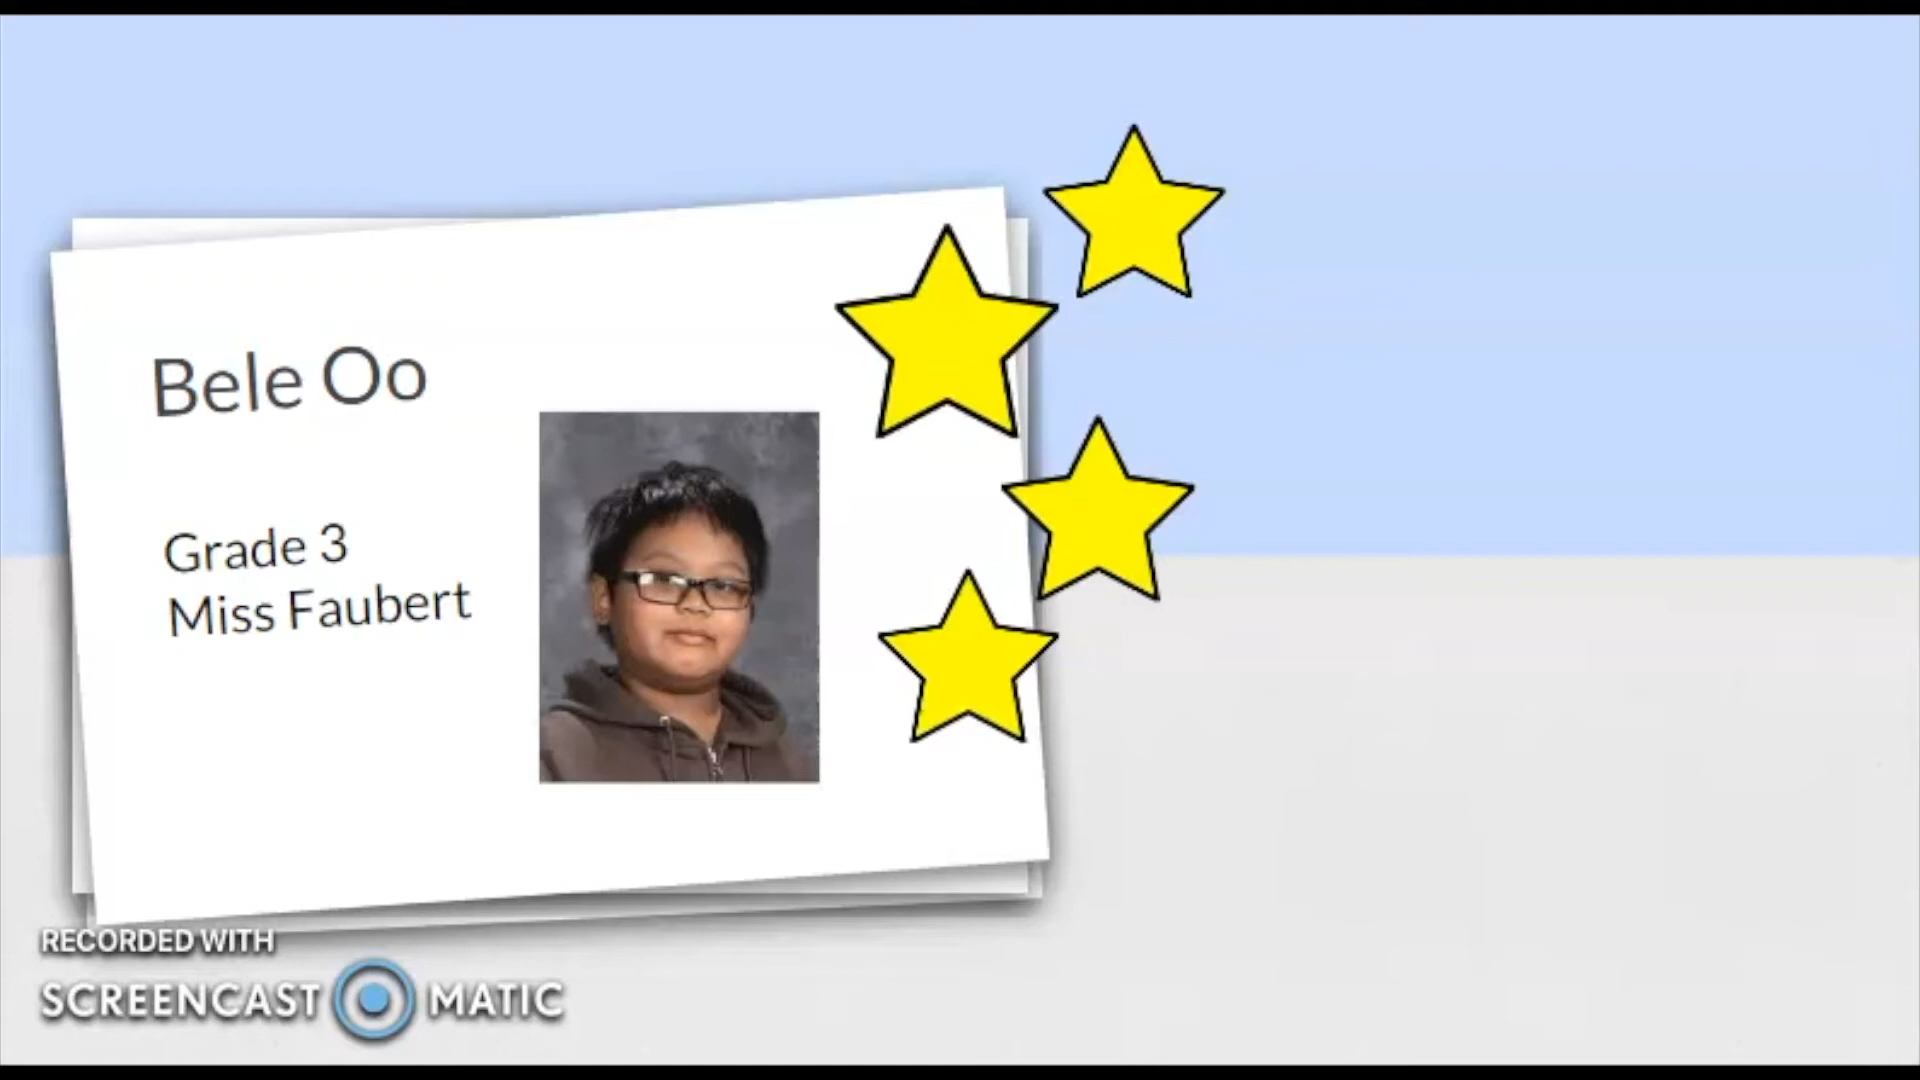 Bele Oo
Grade 3
Miss Faubert
RECORDED WITH
SCREENCAST MATIC